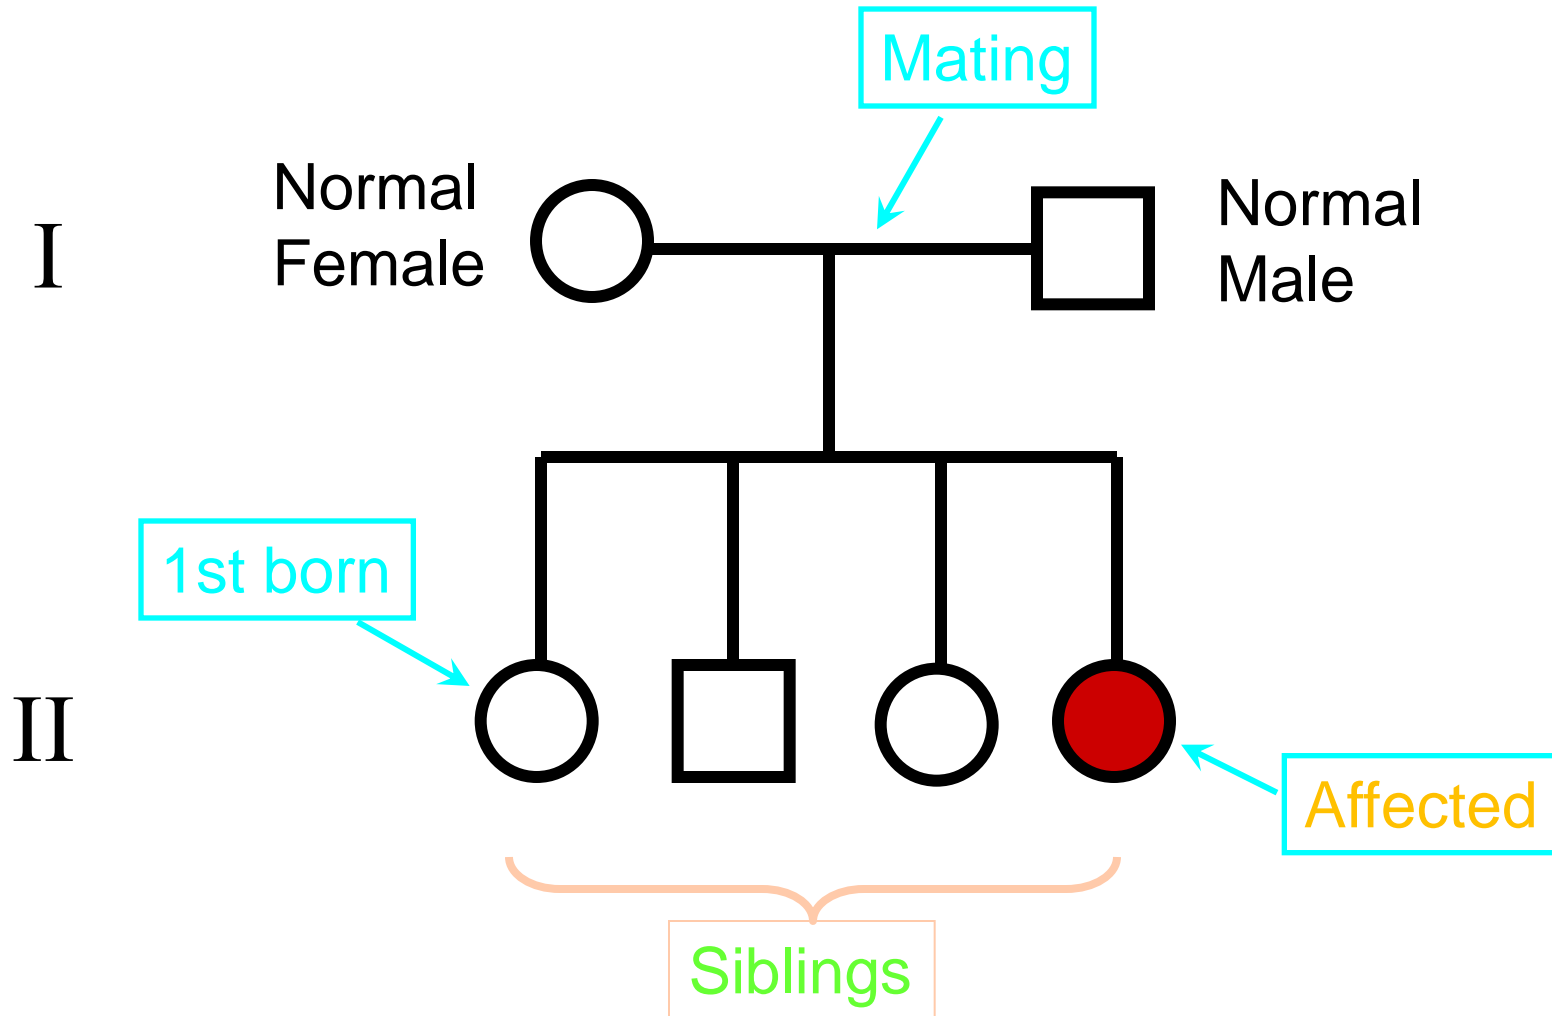 Mating
Normal
Female
Normal
Male
I
1st born
II
Affected
Siblings